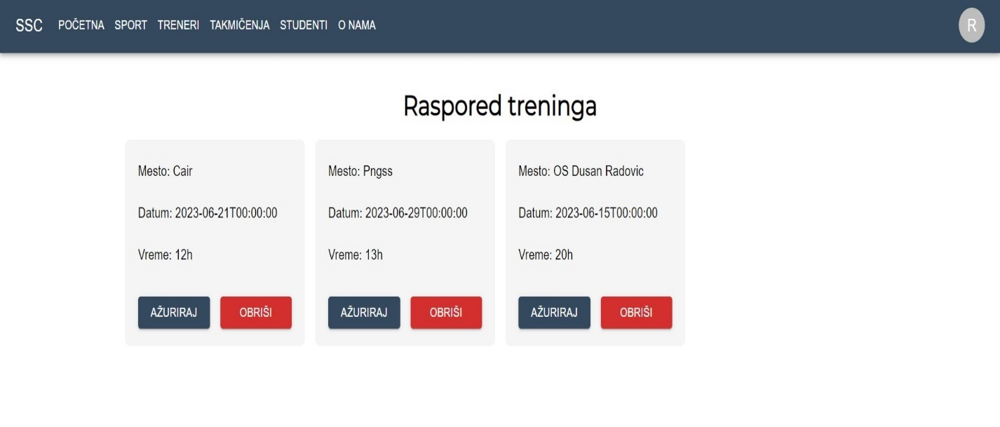 SSC POČETNA SPORT TRENERI TAKMIČENJA STUDENTI O NAMA R
Raspored treninga
Mesto: Cair
Datum: 2023-06-21T00:00:00
Vreme: 12h
AŽURIRAJ OBRIŠI
Mesto: Pngss
Datum: 2023-06-29T00:00:00
Vreme: 13h
AŽURIRAJ OBRIŠI
Mesto: OS Dusan Radovic
Datum: 2023-06-15T00:00:00
Vreme: 20h
AŽURIRAJ OBRIŠI